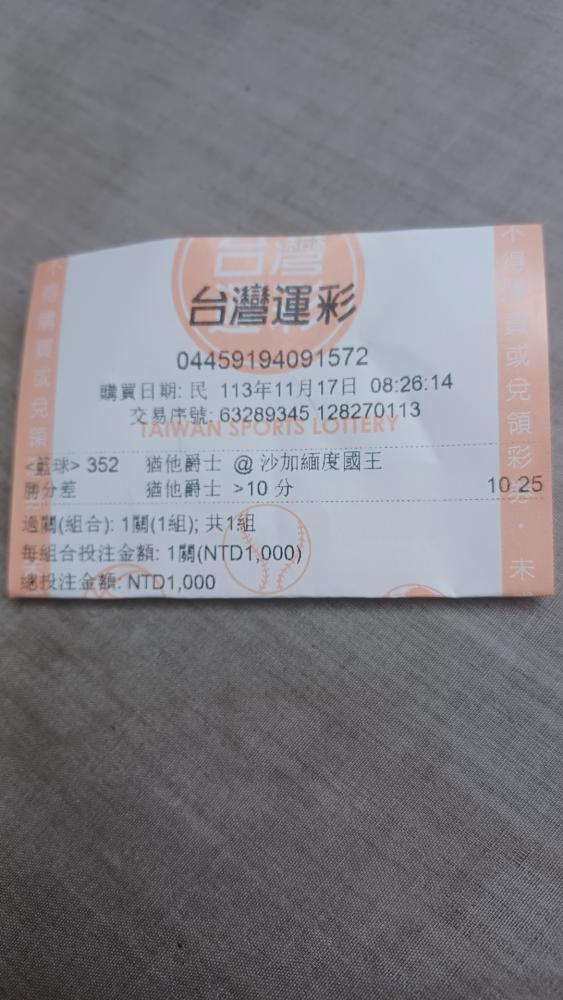 台灣
台灣運彩
04459194091572
購買日期: 民 113年11月17日 08:26:14
交易序號: 63289345 128270113
TAIWAN SPORTS LOTTERY
<籃球> 352 猶他爵士 @ 沙加緬度國王
勝分差 猶他爵士 >10 分 10.25
過關(組合): 1關(1組); 共1組
每組合投注金額: 1關(NTD1,000)
總投注金額: NTD1,000
不得購買或兌領
不得購買或兌領彩券・未